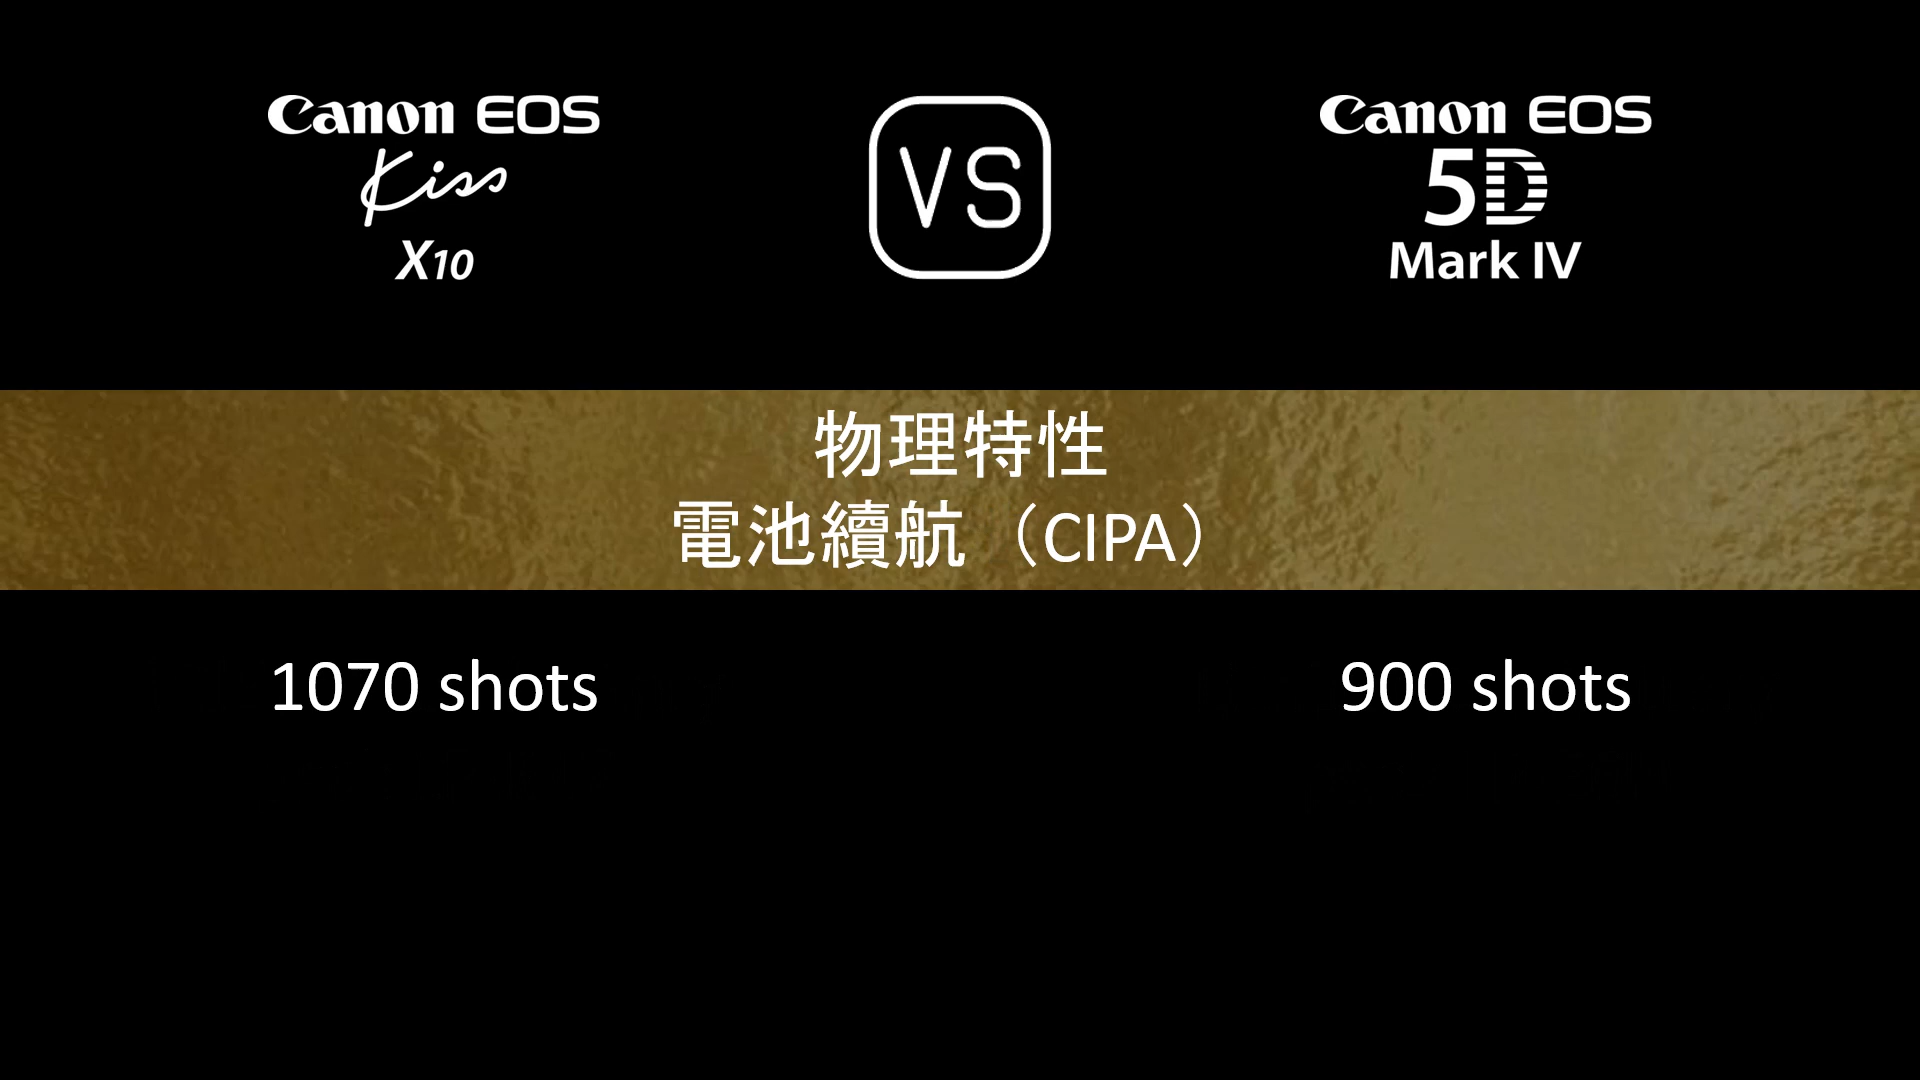 Canon EOS
Kiss
X10
VS
Canon EOS
5D
Mark IV
物理特性
電池續航（CIPA）
1070 shots
900 shots